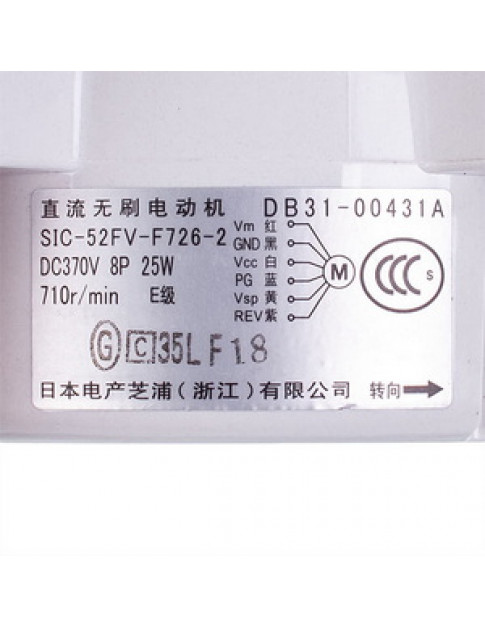 直流无刷电动机 DB31-00431A
SIC-52FV-F726-2
DC370V 8P 25W
710r/min E级
Vm 红
GND 黑
Vcc 白
PG 蓝
Vsp 黄
REV 紫
M
CCC S
G C 35LF18
日本电产芝浦(浙江)有限公司 转向